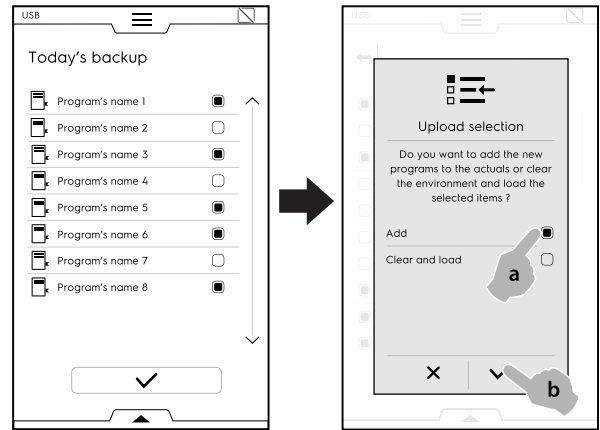 USB
Today's backup
Program's name 1
Program's name 2
Program's name 3
Program's name 4
Program's name 5
Program's name 6
Program's name 7
Program's name 8
USB
Upload selection
Do you want to add the new
programs to the actuals or clear
the environment and load the
selected items ?
Add
Clear and load
a
b